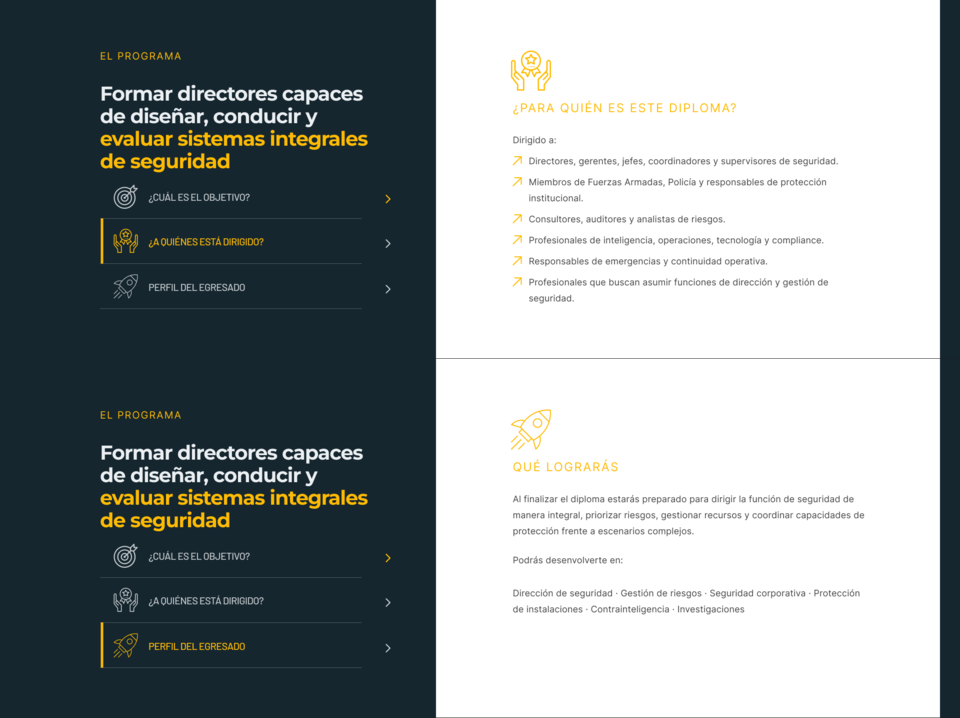 EL PROGRAMA
Formar directores capaces
de diseñar, conducir y
evaluar sistemas integrales
de seguridad
¿CUÁL ES EL OBJETIVO?
¿A QUIÉNES ESTÁ DIRIGIDO?
PERFIL DEL EGRESADO
¿PARA QUIÉN ES ESTE DIPLOMA?
Dirigido a:
Directores, gerentes, jefes, coordinadores y supervisores de seguridad.
Miembros de Fuerzas Armadas, Policía y responsables de protección
institucional.
Consultores, auditores y analistas de riesgos.
Profesionales de inteligencia, operaciones, tecnología y compliance.
Responsables de emergencias y continuidad operativa.
Profesionales que buscan asumir funciones de dirección y gestión de
seguridad.
EL PROGRAMA
Formar directores capaces
de diseñar, conducir y
evaluar sistemas integrales
de seguridad
¿CUÁL ES EL OBJETIVO?
¿A QUIÉNES ESTÁ DIRIGIDO?
PERFIL DEL EGRESADO
QUÉ LOGRARÁS
Al finalizar el diploma estarás preparado para dirigir la función de seguridad de
manera integral, priorizar riesgos, gestionar recursos y coordinar capacidades de
protección frente a escenarios complejos.
Podrás desenvolverte en:
Dirección de seguridad · Gestión de riesgos · Seguridad corporativa · Protección
de instalaciones · Contrainteligencia · Investigaciones